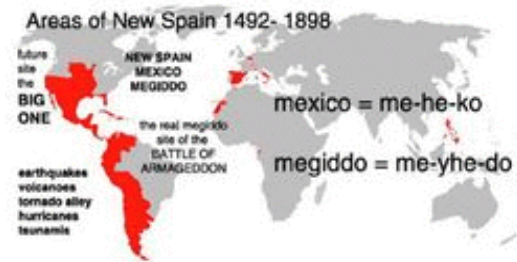 Areas of New Spain 1492- 1898
future
site
the
BIG
ONE
NEW SPAIN
MEXICO
MEGIDDO
mexico = me-he-ko
the real megiddo
site of the
BATTLE OF
ARMAGEDDON
megiddo = me-yhe-do
earthquakes
volcanoes
tornado alley
hurricanes
tsunamis